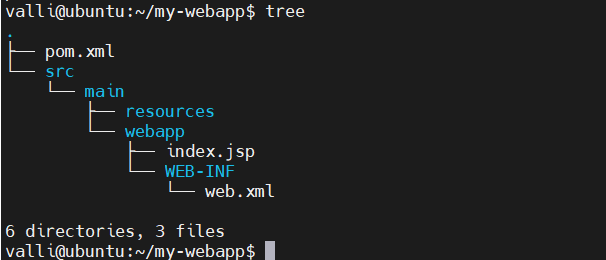 valli@ubuntu:~/my-webapp$ tree
.
├── pom.xml
└── src
    └── main
        ├── resources
        └── webapp
            ├── index.jsp
            └── WEB-INF
                └── web.xml

6 directories, 3 files
valli@ubuntu:~/my-webapp$